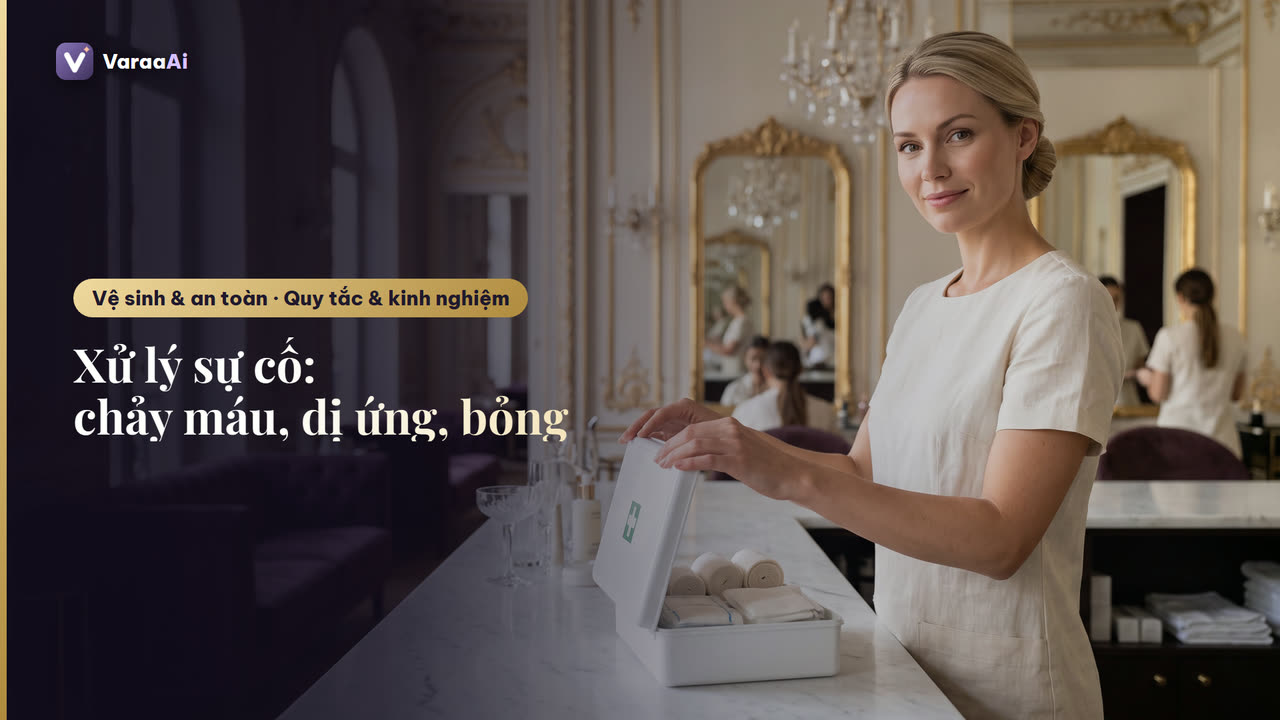 VaraaAi
Vệ sinh & an toàn · Quy tắc & kinh nghiệm
Xử lý sự cố:
chảy máu, dị ứng, bỏng